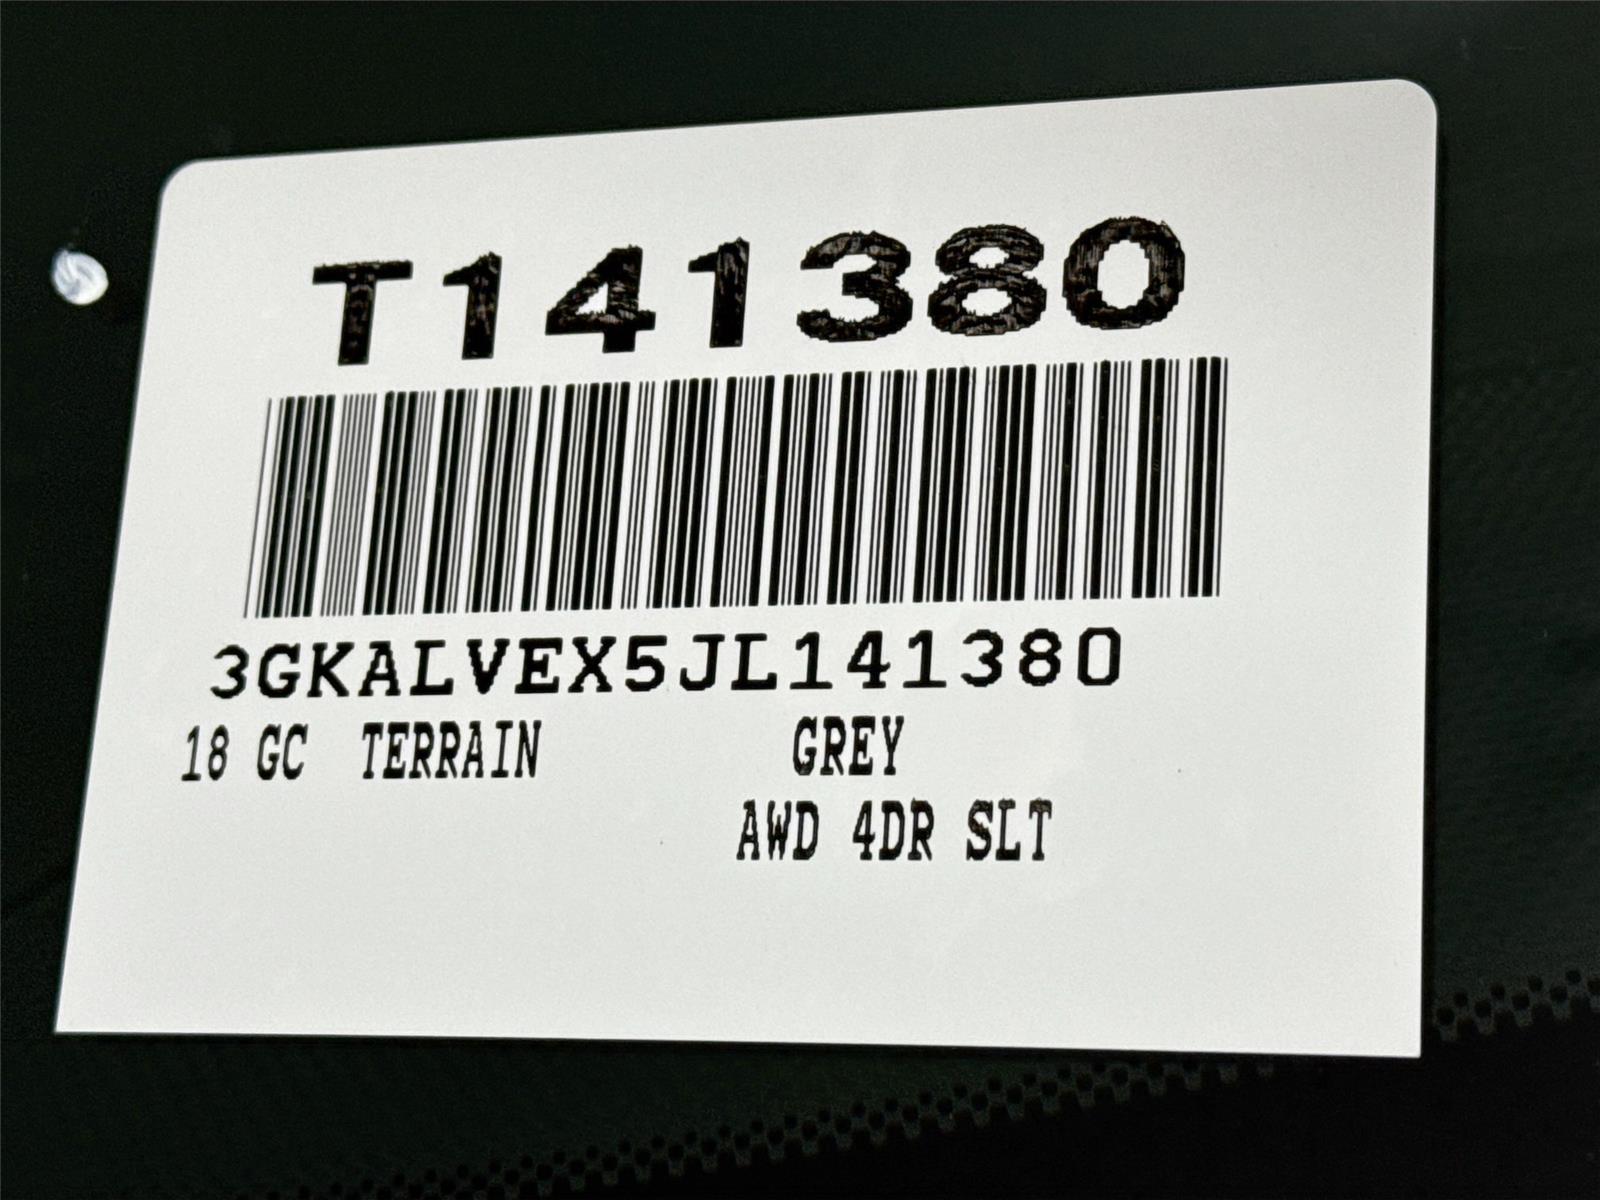 T141380
3GKALVEX5JL141380
18 GC TERRAIN GREY
AWD 4DR SLT